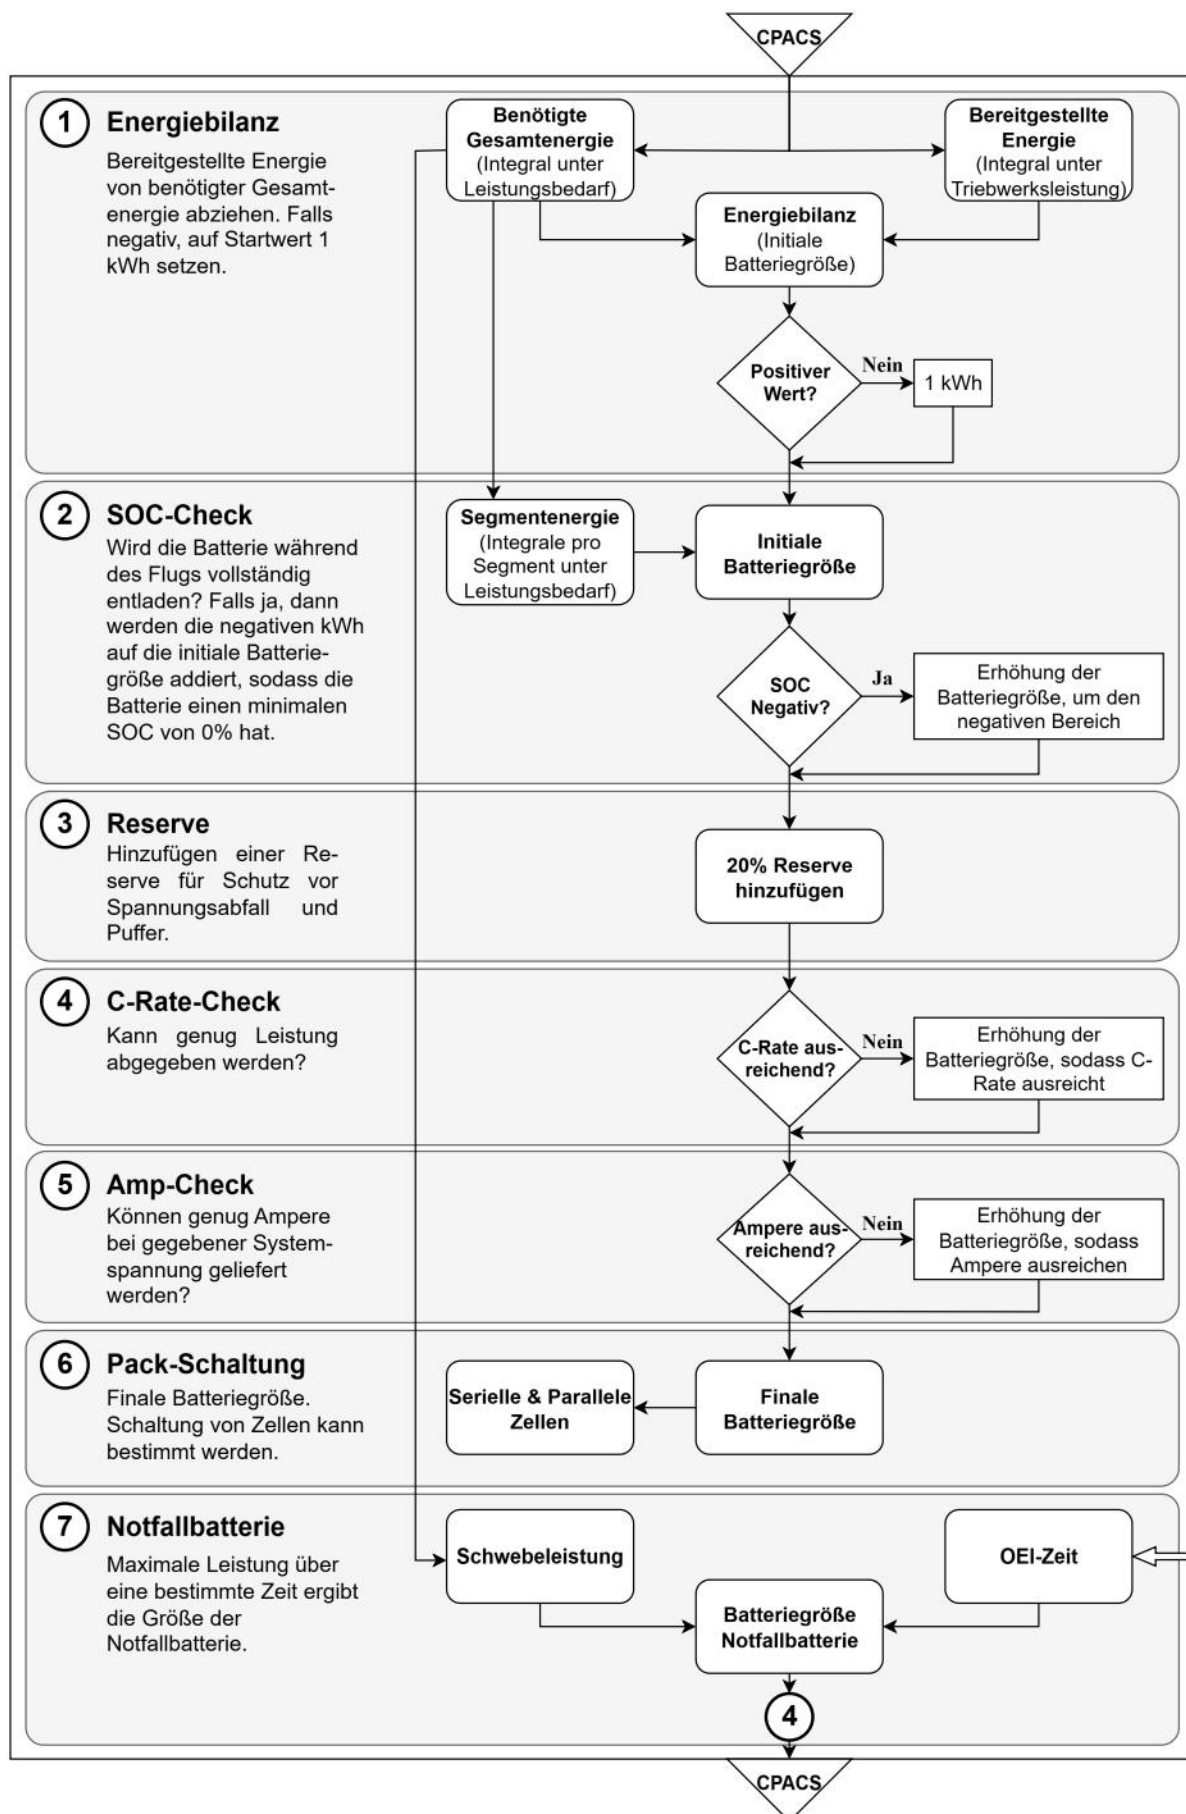 CPACS
1
Energiebilanz
Bereitgestellte Energie
von benötigter Gesamt-
energie abziehen. Falls
negativ, auf Startwert 1
kWh setzen.
Benötigte
Gesamtenergie
(Integral unter
Leistungsbedarf)
Bereitgestellte
Energie
(Integral unter
Triebwerksleistung)
Energiebilanz
(Initiale
Batteriegröße)
Positiver
Wert?
Nein
1 kWh
2
SOC-Check
Wird die Batterie während
des Flugs vollständig
entladen? Falls ja, dann
werden die negativen kWh
auf die initiale Batterie-
größe addiert, sodass die
Batterie einen minimalen
SOC von 0% hat.
Segmentenergie
(Integrale pro
Segment unter
Leistungsbedarf)
Initiale
Batteriegröße
SOC
Negativ?
Ja
Erhöhung der
Batteriegröße, um den
negativen Bereich
3
Reserve
Hinzufügen einer Re-
serve für Schutz vor
Spannungsabfall und
Puffer.
20% Reserve
hinzufügen
4
C-Rate-Check
Kann genug Leistung
abgegeben werden?
C-Rate aus-
reichend?
Nein
Erhöhung der
Batteriegröße, sodass C-
Rate ausreicht
5
Amp-Check
Können genug Ampere
bei gegebener System-
spannung geliefert
werden?
Ampere aus-
reichend?
Nein
Erhöhung der
Batteriegröße, sodass
Ampere ausreichen
6
Pack-Schaltung
Finale Batteriegröße.
Schaltung von Zellen kann
bestimmt werden.
Serielle & Parallele
Zellen
Finale
Batteriegröße
7
Notfallbatterie
Maximale Leistung über
eine bestimmte Zeit ergibt
die Größe der
Notfallbatterie.
Schwebeleistung
OEI-Zeit
Batteriegröße
Notfallbatterie
4
CPACS